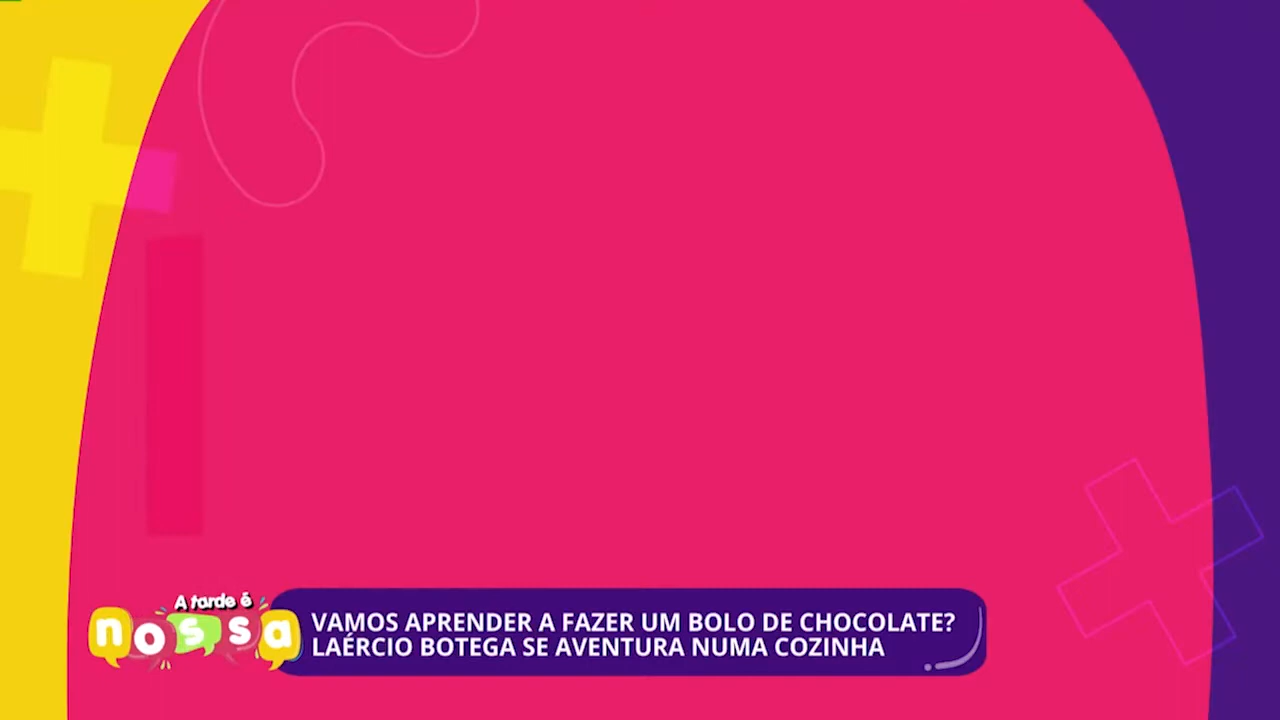 A tarde é
nossa
VAMOS APRENDER A FAZER UM BOLO DE CHOCOLATE?
LAÉRCIO BOTEGA SE AVENTURA NUMA COZINHA